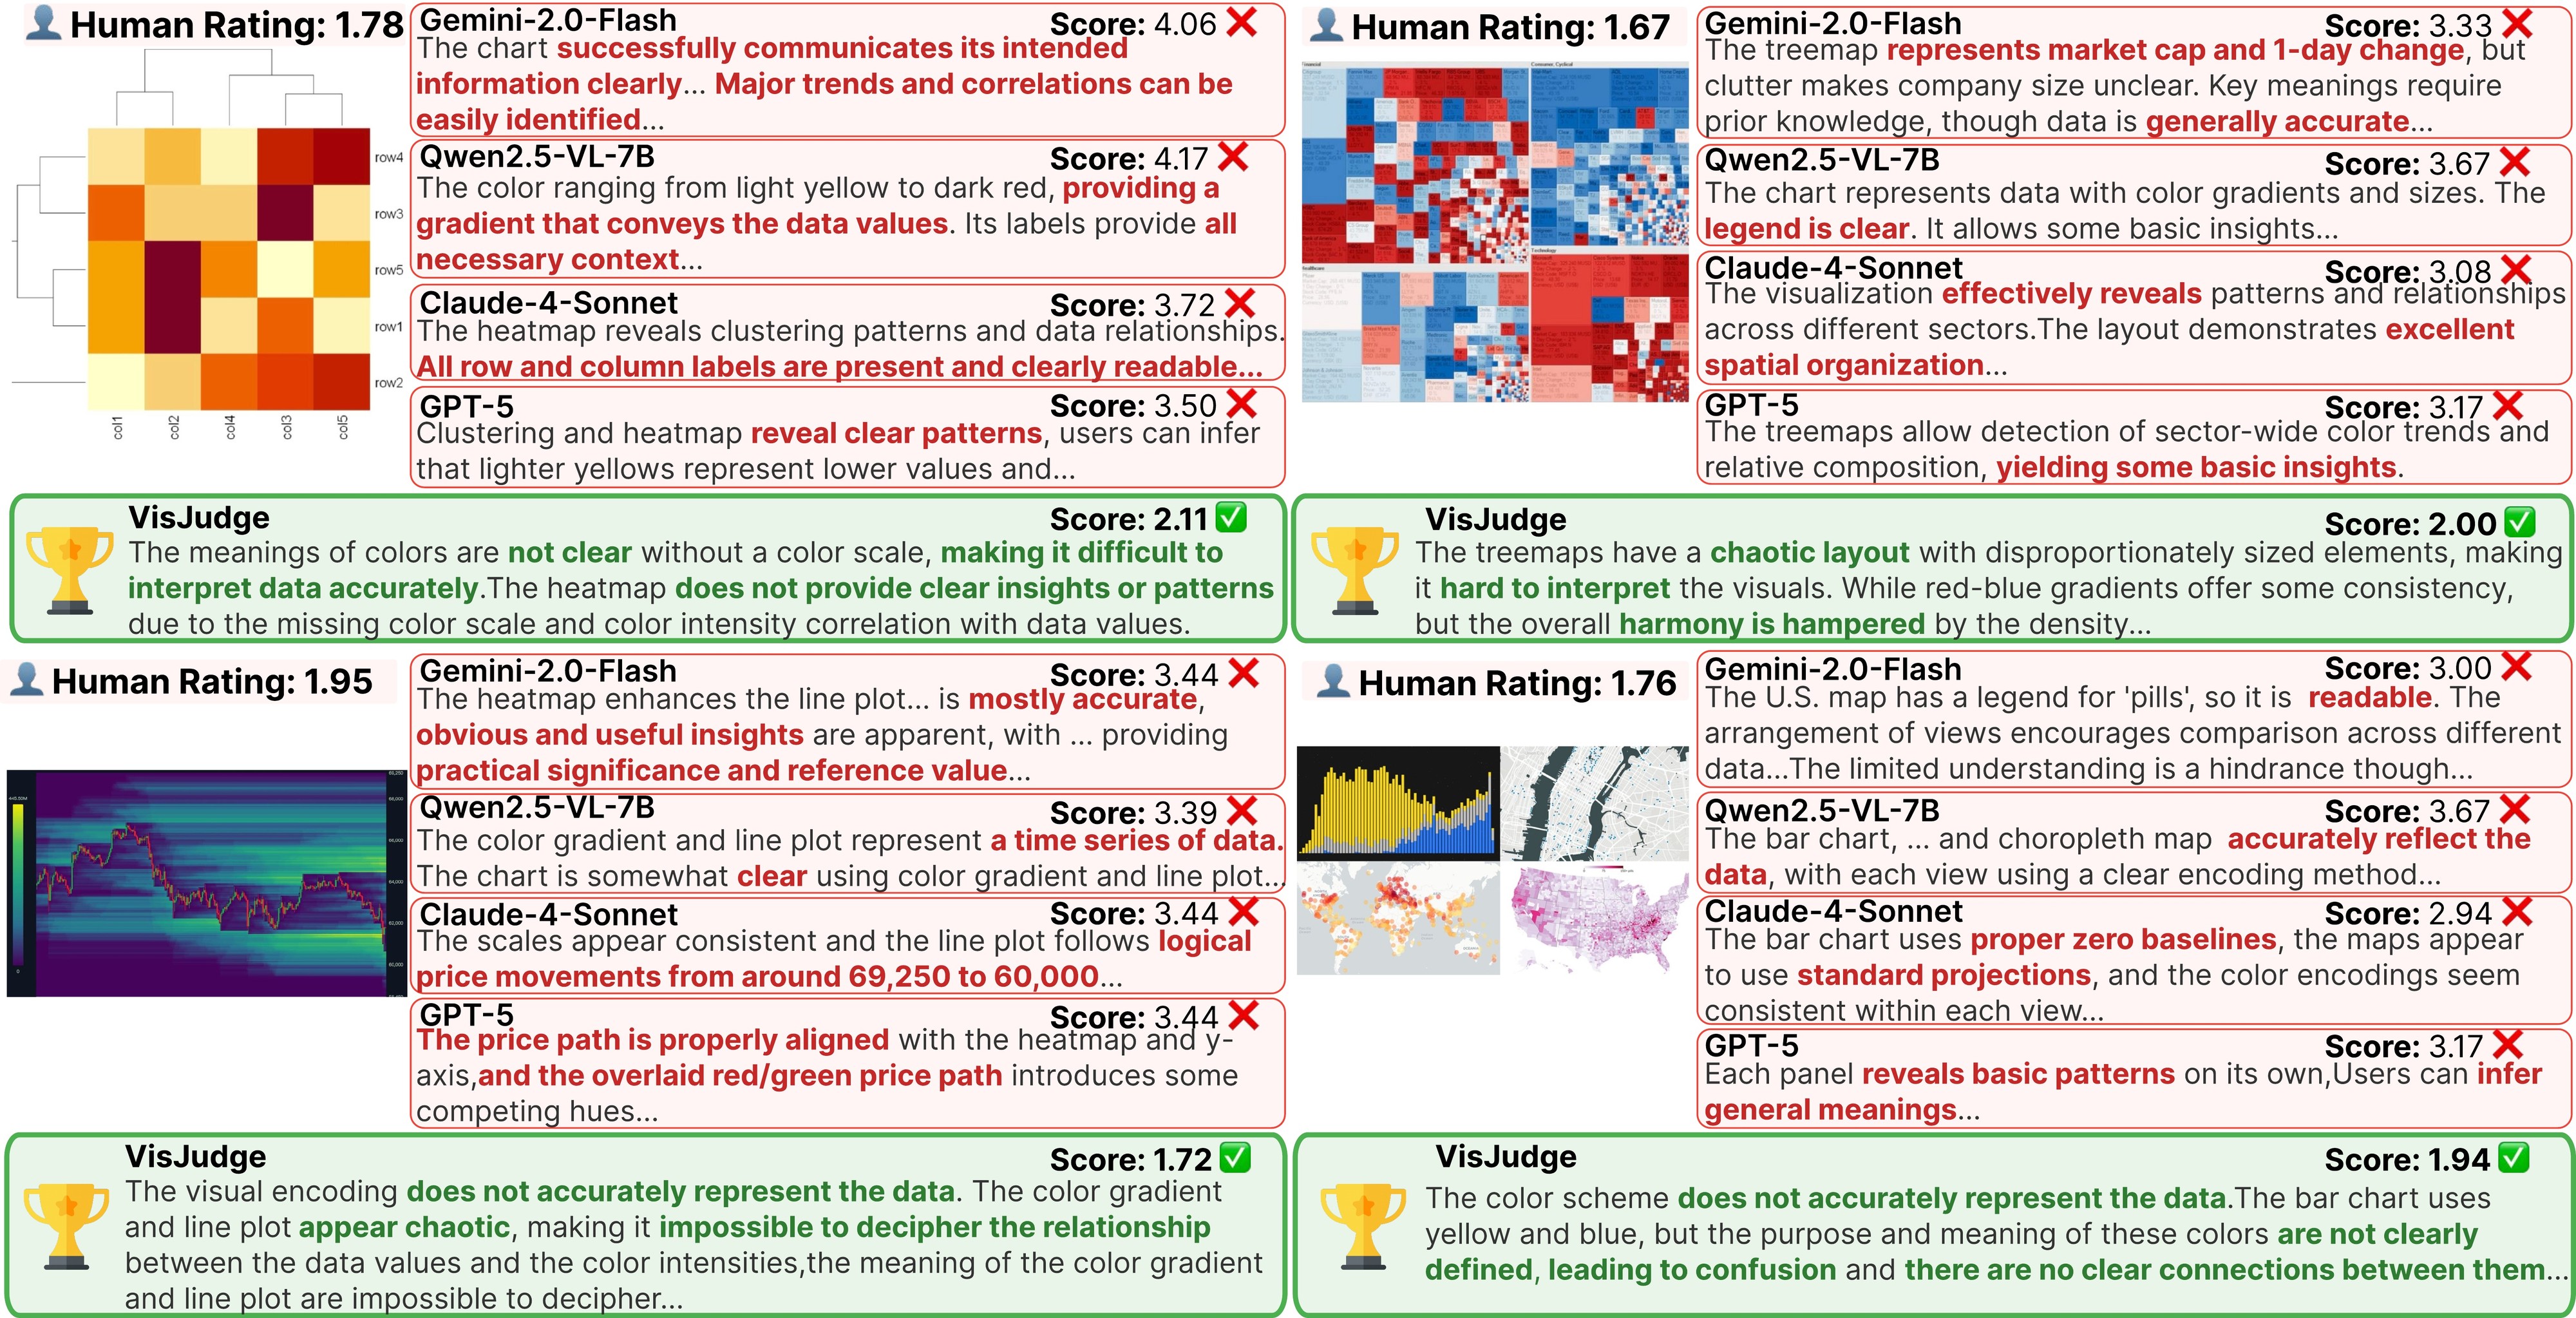 Human Rating: 1.78
row4
row3
row5
row1
row2
col1
col2
col4
col3
col5
Gemini-2.0-Flash
Score: 4.06
The chart successfully communicates its intended
information clearly... Major trends and correlations can be
easily identified...
Qwen2.5-VL-7B
Score: 4.17
The color ranging from light yellow to dark red, providing a
gradient that conveys the data values. Its labels provide all
necessary context...
Claude-4-Sonnet
Score: 3.72
The heatmap reveals clustering patterns and data relationships.
All row and column labels are present and clearly readable...
GPT-5
Score: 3.50
Clustering and heatmap reveal clear patterns, users can infer
that lighter yellows represent lower values and...
VisJudge
Score: 2.11
The meanings of colors are not clear without a color scale, making it difficult to
interpret data accurately.The heatmap does not provide clear insights or patterns
due to the missing color scale and color intensity correlation with data values.
Human Rating: 1.67
Financial
Consumer, Cyclical
Healthcare
Technology
Gemini-2.0-Flash
Score: 3.33
The treemap represents market cap and 1-day change, but
clutter makes company size unclear. Key meanings require
prior knowledge, though data is generally accurate...
Qwen2.5-VL-7B
Score: 3.67
The chart represents data with color gradients and sizes. The
legend is clear. It allows some basic insights...
Claude-4-Sonnet
Score: 3.08
The visualization effectively reveals patterns and relationships
across different sectors.The layout demonstrates excellent
spatial organization...
GPT-5
Score: 3.17
The treemaps allow detection of sector-wide color trends and
relative composition, yielding some basic insights.
VisJudge
Score: 2.00
The treemaps have a chaotic layout with disproportionately sized elements, making
it hard to interpret the visuals. While red-blue gradients offer some consistency,
but the overall harmony is hampered by the density...
Human Rating: 1.95
Gemini-2.0-Flash
Score: 3.44
The heatmap enhances the line plot... is mostly accurate,
obvious and useful insights are apparent, with ... providing
practical significance and reference value...
Qwen2.5-VL-7B
Score: 3.39
The color gradient and line plot represent a time series of data.
The chart is somewhat clear using color gradient and line plot...
Claude-4-Sonnet
Score: 3.44
The scales appear consistent and the line plot follows logical
price movements from around 69,250 to 60,000...
GPT-5
Score: 3.44
The price path is properly aligned with the heatmap and y-
axis,and the overlaid red/green price path introduces some
competing hues...
VisJudge
Score: 1.72
The visual encoding does not accurately represent the data. The color gradient
and line plot appear chaotic, making it impossible to decipher the relationship
between the data values and the color intensities,the meaning of the color gradient
and line plot are impossible to decipher...
Human Rating: 1.76
Gemini-2.0-Flash
Score: 3.00
The U.S. map has a legend for 'pills', so it is readable. The
arrangement of views encourages comparison across different
data...The limited understanding is a hindrance though...
Qwen2.5-VL-7B
Score: 3.67
The bar chart, ... and choropleth map accurately reflect the
data, with each view using a clear encoding method...
Claude-4-Sonnet
Score: 2.94
The bar chart uses proper zero baselines, the maps appear
to use standard projections, and the color encodings seem
consistent within each view...
GPT-5
Score: 3.17
Each panel reveals basic patterns on its own,Users can infer
general meanings...
VisJudge
Score: 1.94
The color scheme does not accurately represent the data.The bar chart uses
yellow and blue, but the purpose and meaning of these colors are not clearly
defined, leading to confusion and there are no clear connections between them...